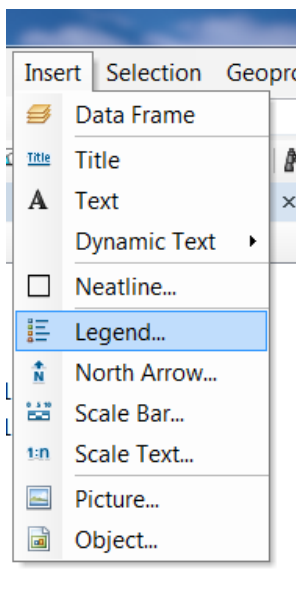 Insert Selection Geopro
Data Frame
Title Title
A Text
Dynamic Text
Neatline...
Legend...
N North Arrow...
Scale Bar...
1:n Scale Text...
Picture...
Object...